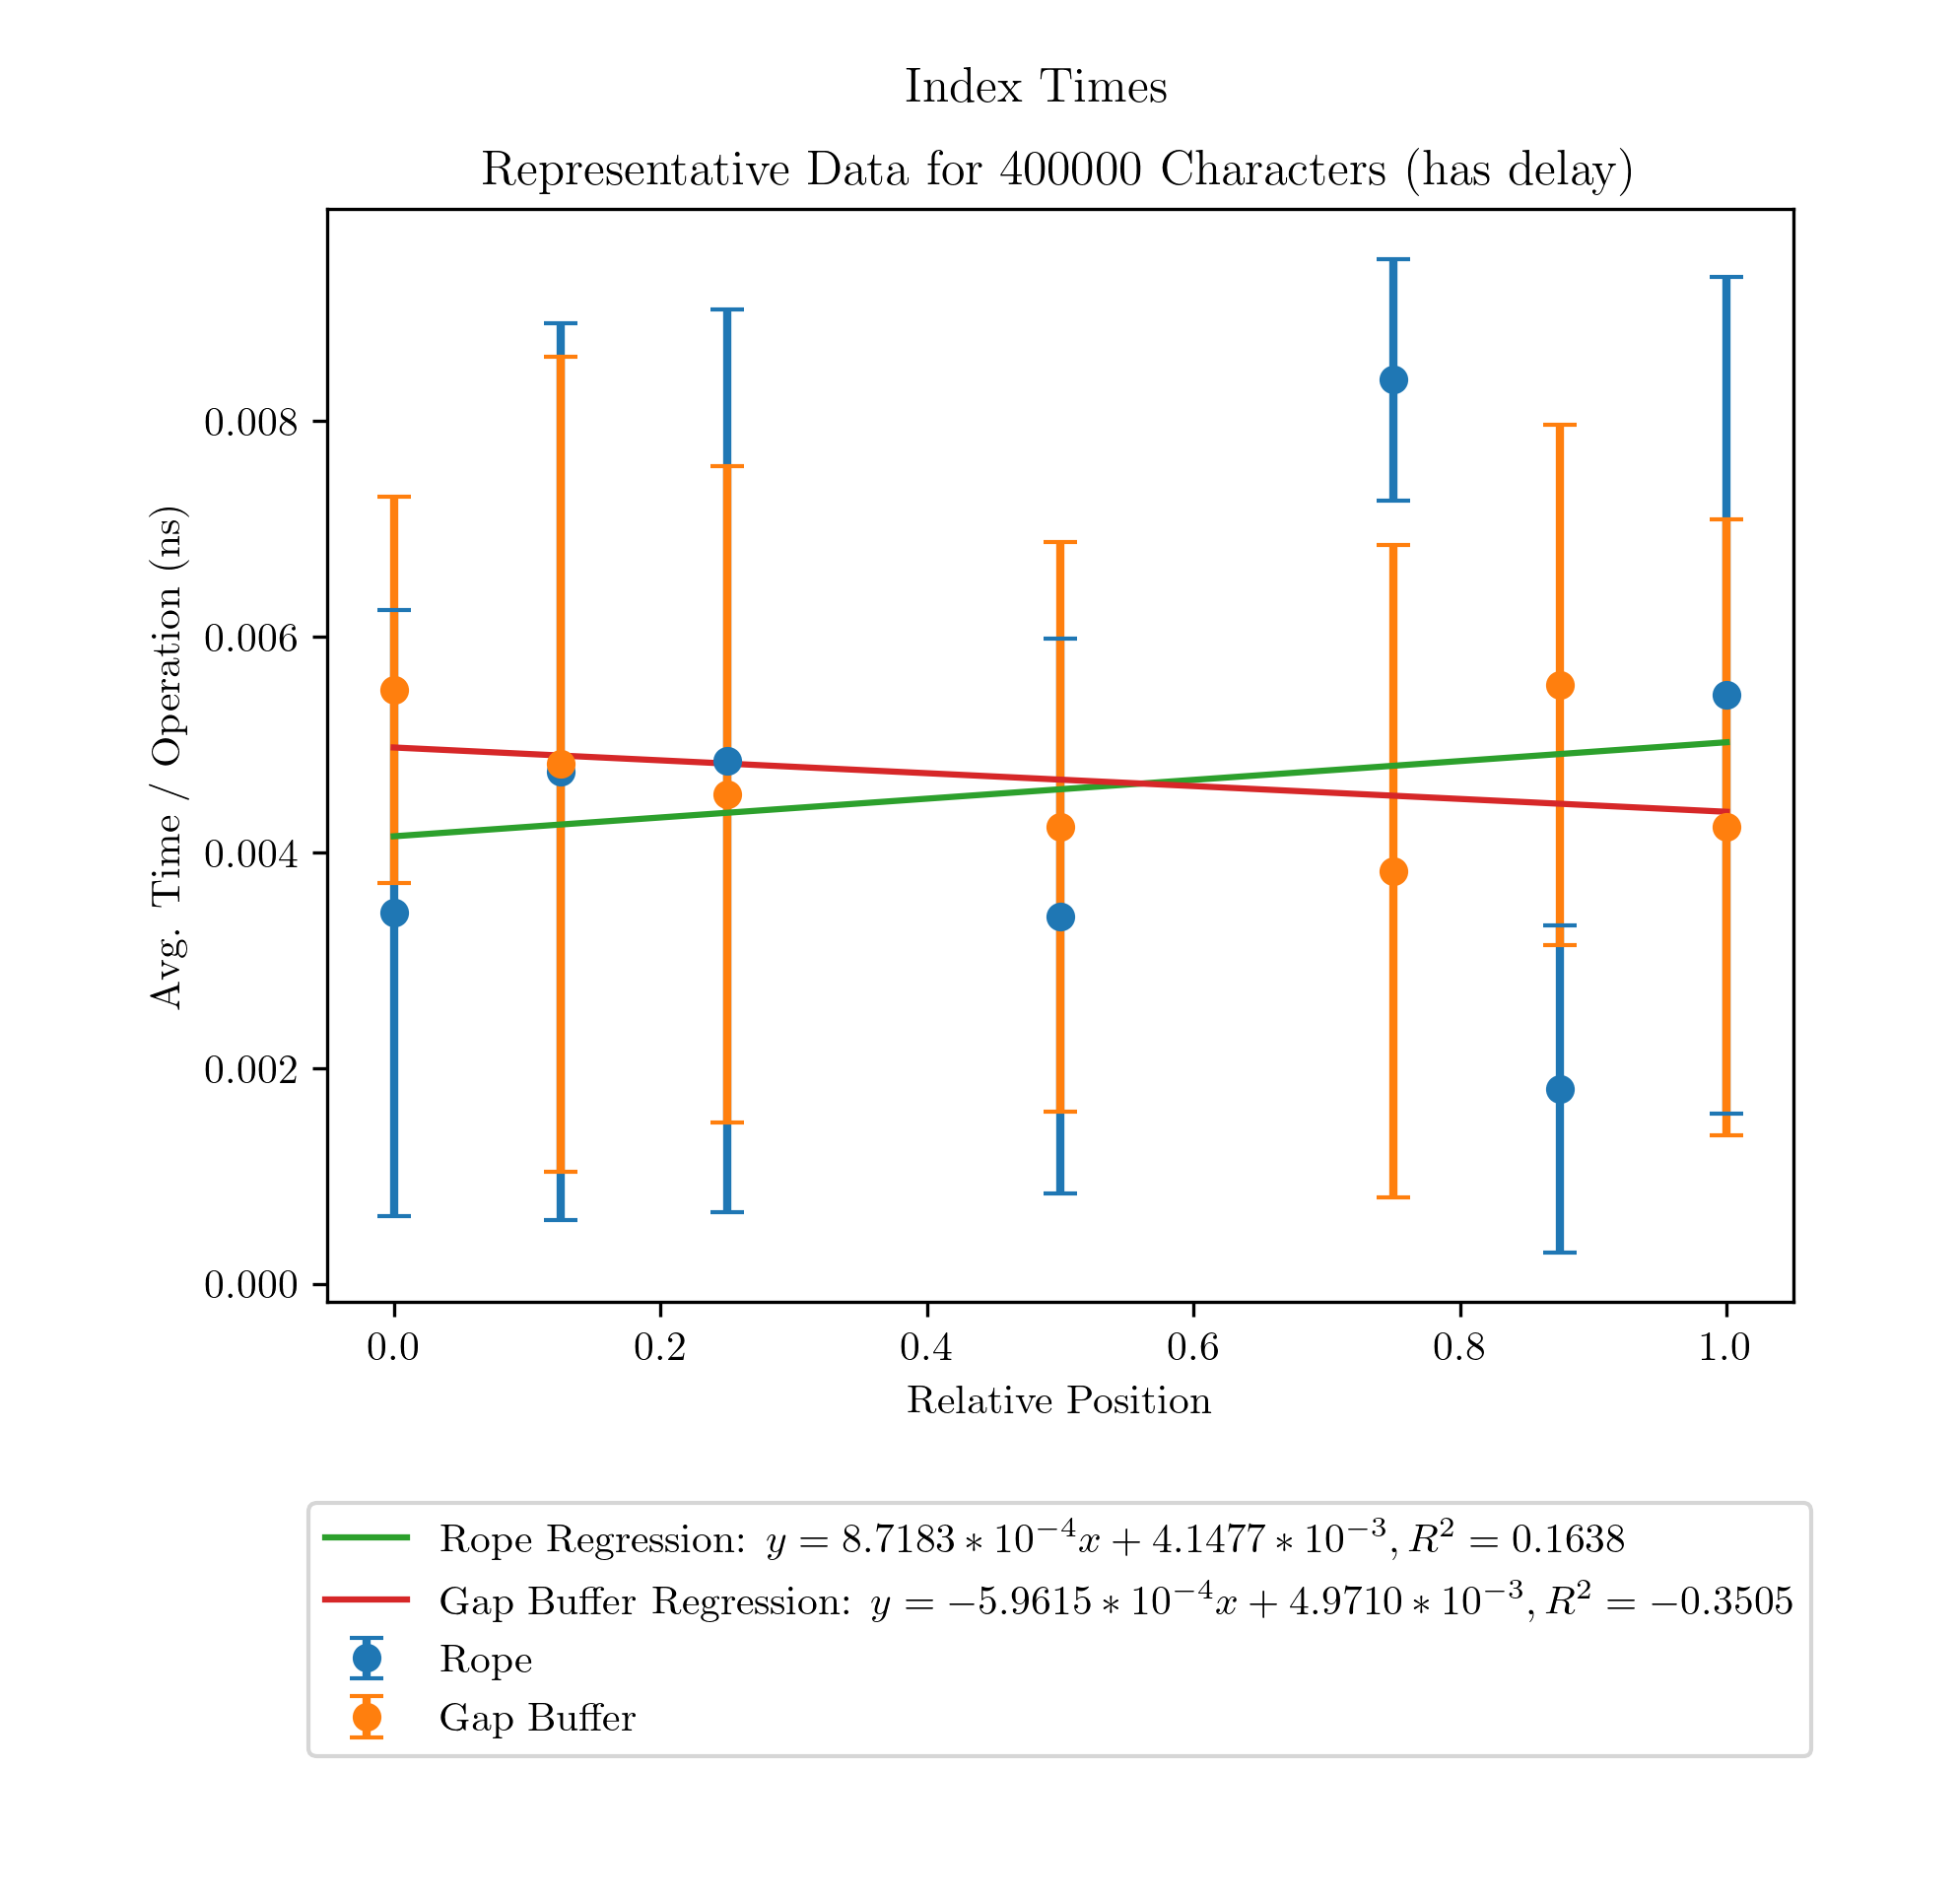 Index Times
Representative Data for 400000 Characters (has delay)
Avg. Time / Operation (ns)
0.008
0.006
0.004
0.002
0.000
0.0 0.2 0.4 0.6 0.8 1.0
Relative Position
Rope Regression: y = 8.7183 ∗ 10⁻⁴x + 4.1477 ∗ 10⁻³, R² = 0.1638
Gap Buffer Regression: y = −5.9615 ∗ 10⁻⁴x + 4.9710 ∗ 10⁻³, R² = −0.3505
Rope
Gap Buffer